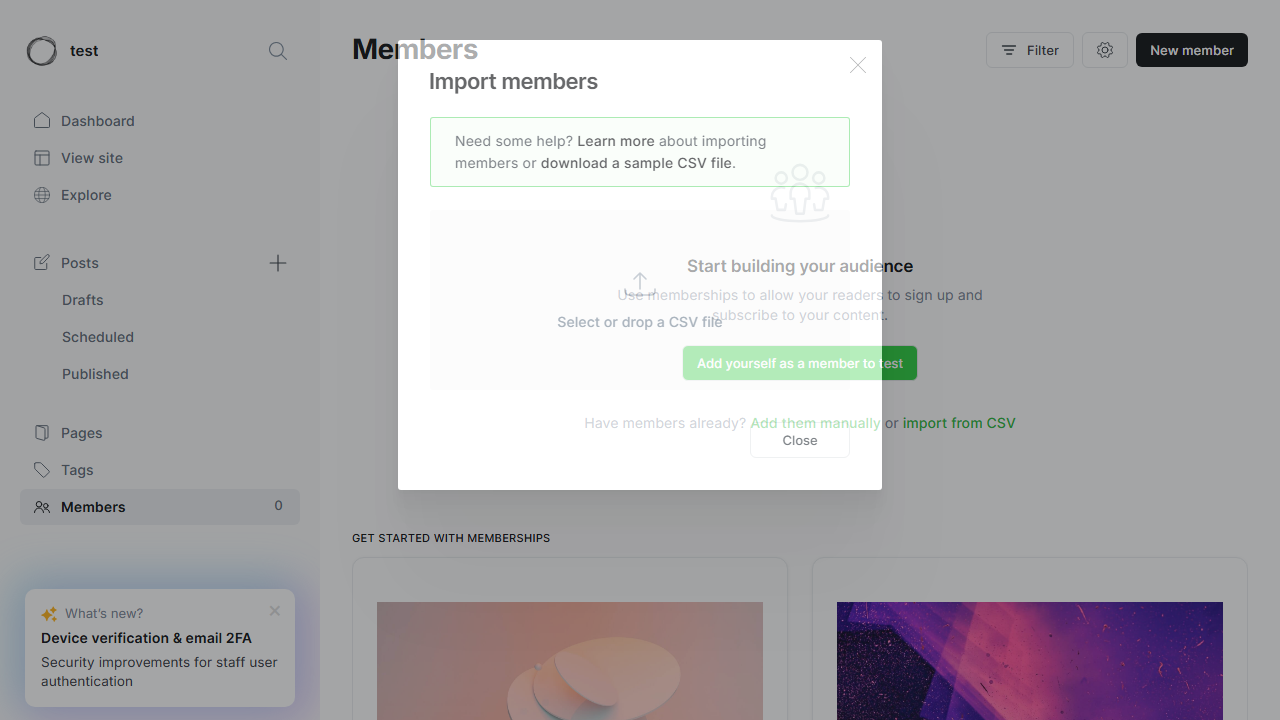 test
Dashboard
View site
Explore
Posts
Drafts
Scheduled
Published
Pages
Tags
Members 0
What's new?
Device verification & email 2FA
Security improvements for staff user
authentication
Members
Filter
New member
Import members
Need some help? Learn more about importing
members or download a sample CSV file.
Select or drop a CSV file
Close
Start building your audience
Use memberships to allow your readers to sign up and
subscribe to your content.
Add yourself as a member to test
Have members already? Add them manually or import from CSV
GET STARTED WITH MEMBERSHIPS